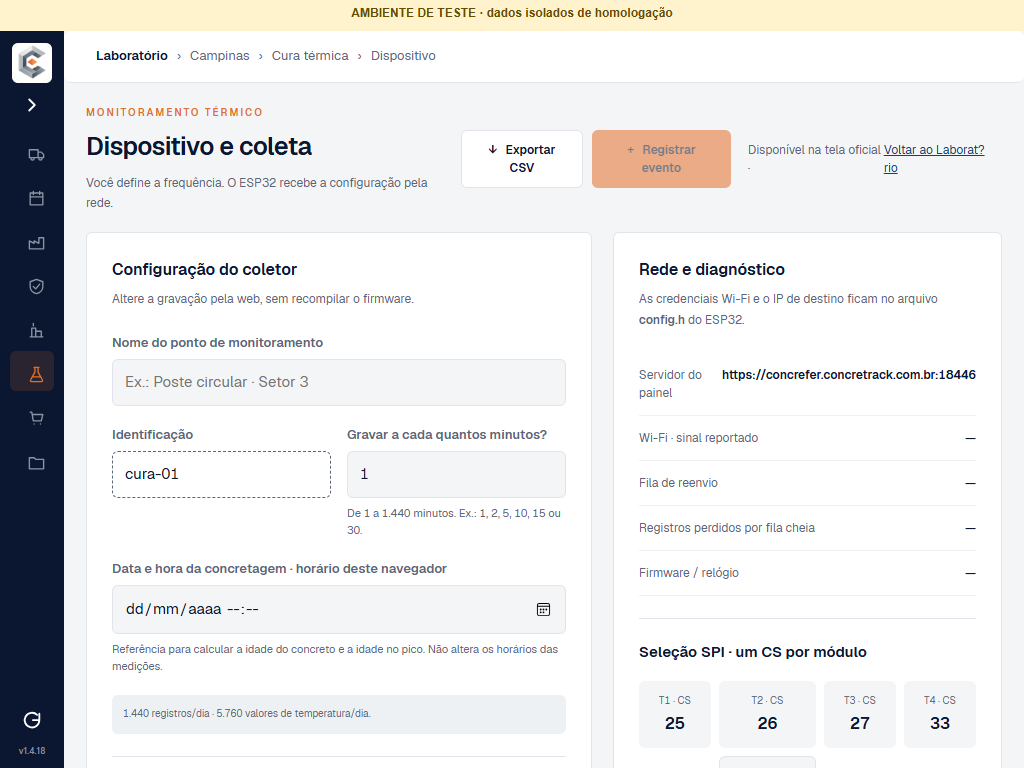 AMBIENTE DE TESTE · dados isolados de homologação
Laboratório › Campinas › Cura térmica › Dispositivo
MONITORAMENTO TÉRMICO
Dispositivo e coleta
Você define a frequência. O ESP32 recebe a configuração pela
rede.
↓ Exportar
CSV
+ Registrar
evento
Disponível na tela oficial
·
Voltar ao Laborat?
rio
Configuração do coletor
Altere a gravação pela web, sem recompilar o firmware.
Nome do ponto de monitoramento
Ex.: Poste circular · Setor 3
Identificação
cura-01
Gravar a cada quantos minutos?
1
De 1 a 1.440 minutos. Ex.: 1, 2, 5, 10, 15 ou
30.
Data e hora da concretagem · horário deste navegador
dd/mm/aaaa --:--
Referência para calcular a idade do concreto e a idade no pico. Não altera os horários das
medições.
1.440 registros/dia · 5.760 valores de temperatura/dia.
Rede e diagnóstico
As credenciais Wi-Fi e o IP de destino ficam no arquivo
config.h do ESP32.
Servidor do
painel
https://concrefer.concretrack.com.br:18446
Wi-Fi · sinal reportado —
Fila de reenvio —
Registros perdidos por fila cheia —
Firmware / relógio —
Seleção SPI · um CS por módulo
T1 · CS
25
T2 · CS
26
T3 · CS
27
T4 · CS
33
v1.4.18